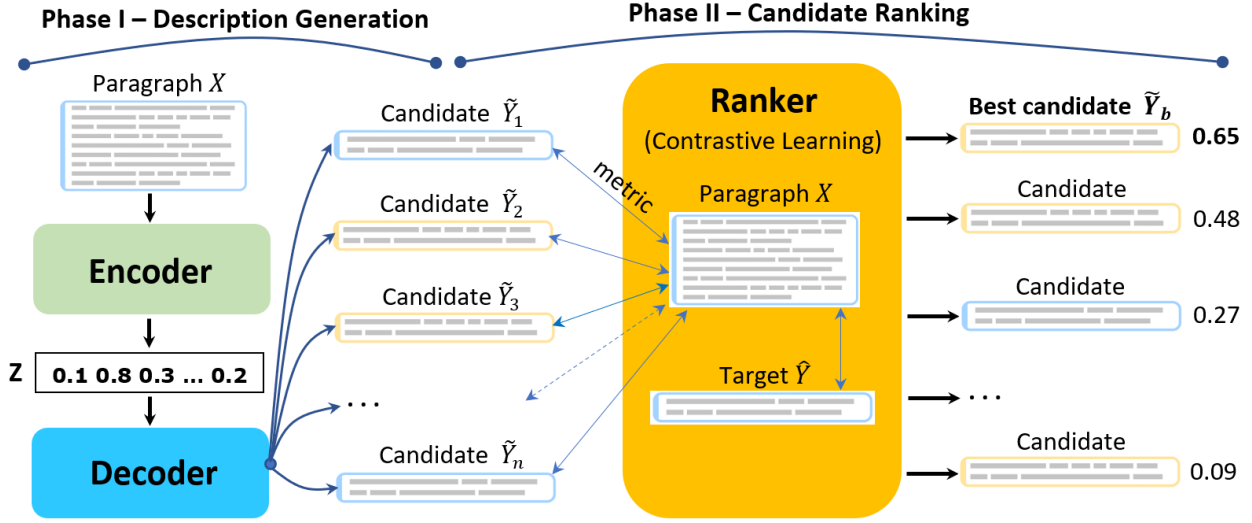 Phase I – Description Generation
Phase II – Candidate Ranking
Paragraph X
Encoder
Z 0.1 0.8 0.3 ... 0.2
Decoder
Candidate Ỹ₁
Candidate Ỹ₂
Candidate Ỹ₃
...
Candidate Ỹₙ
metric
Ranker
(Contrastive Learning)
Paragraph X
Target Ŷ
Best candidate Ỹ_b 0.65
Candidate
0.48
Candidate
0.27
...
Candidate
0.09